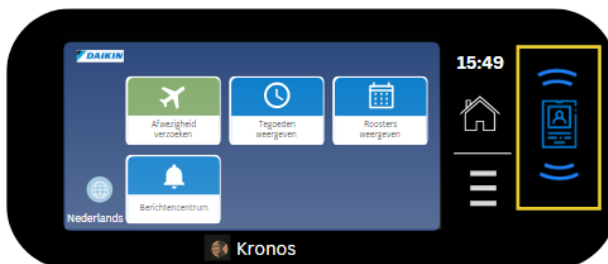 DAIKIN
15:49
Afwezigheid
verzoeken
Tegoeden
weergeven
Roosters
weergeven
Berichtencentrum
Nederlands
Kronos